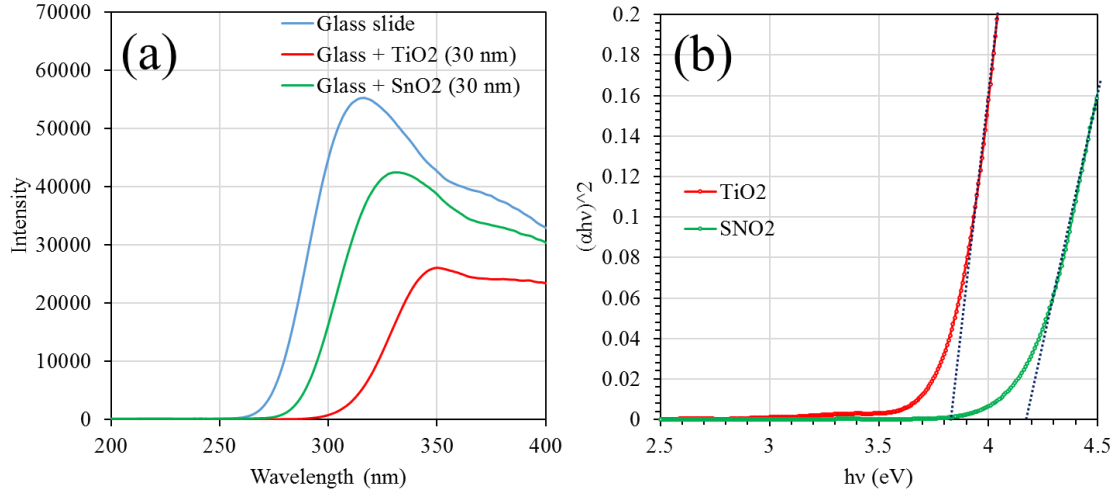 (a)
Glass slide
Glass + TiO2 (30 nm)
Glass + SnO2 (30 nm)
70000
60000
50000
40000
30000
20000
10000
0
Intensity
200
250
300
350
400
Wavelength (nm)
(b)
TiO2
SNO2
0.2
0.18
0.16
0.14
0.12
0.1
0.08
0.06
0.04
0.02
0
(αhν)^2
2.5
3
3.5
4
4.5
hν (eV)